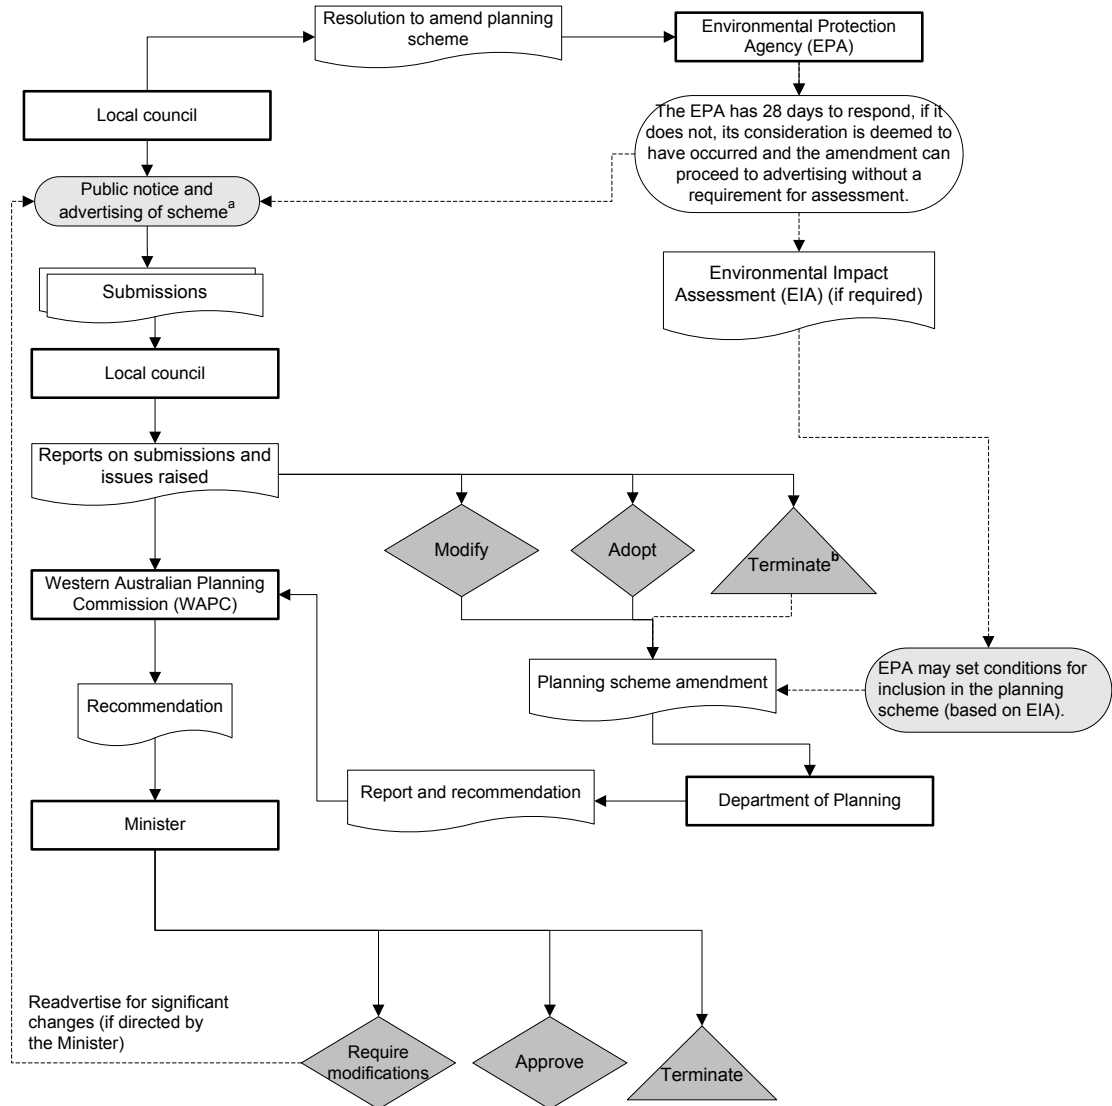 Resolution to amend planning
scheme
Environmental Protection
Agency (EPA)
Local council
The EPA has 28 days to respond, if it
does not, its consideration is deemed to
have occurred and the amendment can
proceed to advertising without a
requirement for assessment.
Public notice and
advertising of scheme a
Submissions
Environmental Impact
Assessment (EIA) (if required)
Local council
Reports on submissions and
issues raised
Modify
Adopt
Terminate b
Western Australian Planning
Commission (WAPC)
Planning scheme amendment
EPA may set conditions for
inclusion in the planning
scheme (based on EIA).
Recommendation
Report and recommendation
Department of Planning
Minister
Readvertise for significant
changes (if directed by
the Minister)
Require
modifications
Approve
Terminate